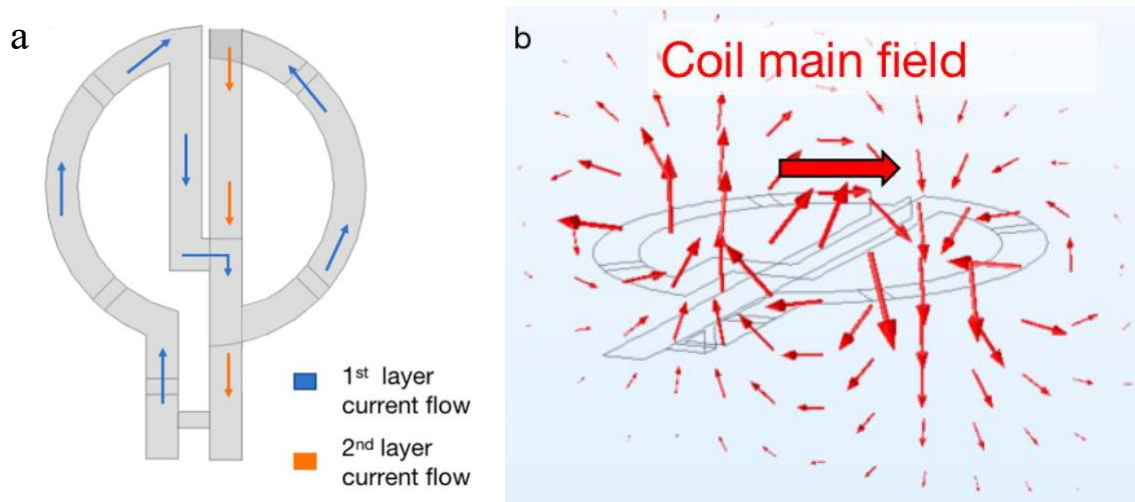 a
b
Coil main field
1st layer
current flow
2nd layer
current flow